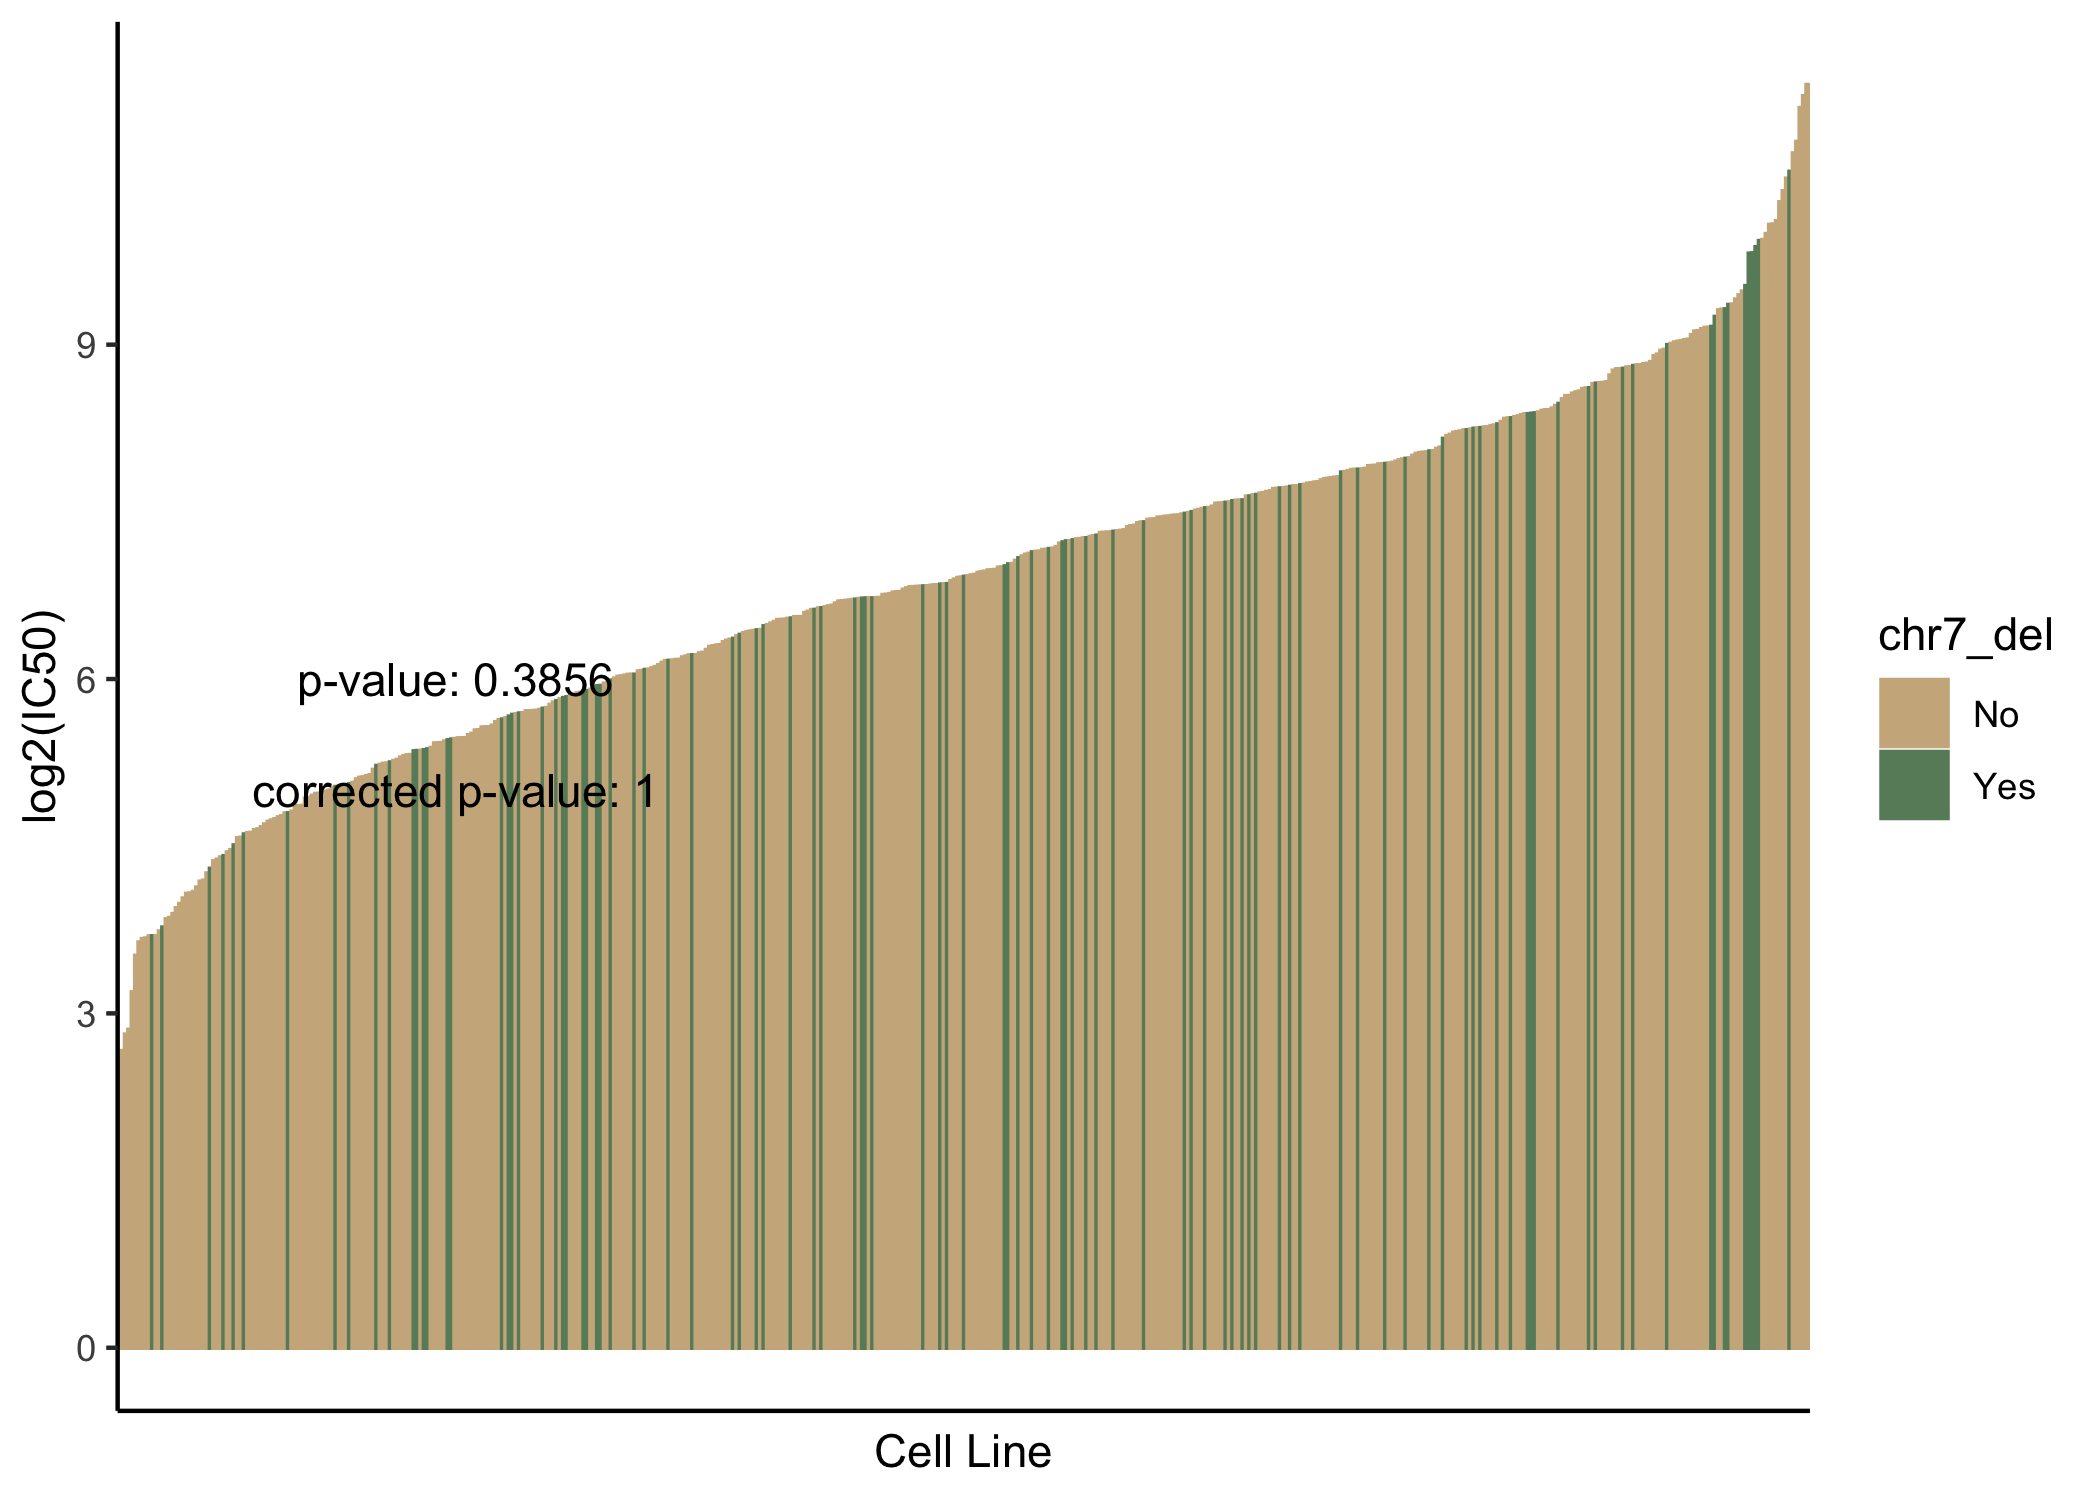 log2(IC50)
9
6
3
0
p-value: 0.3856
corrected p-value: 1
Cell Line
chr7_del
No
Yes